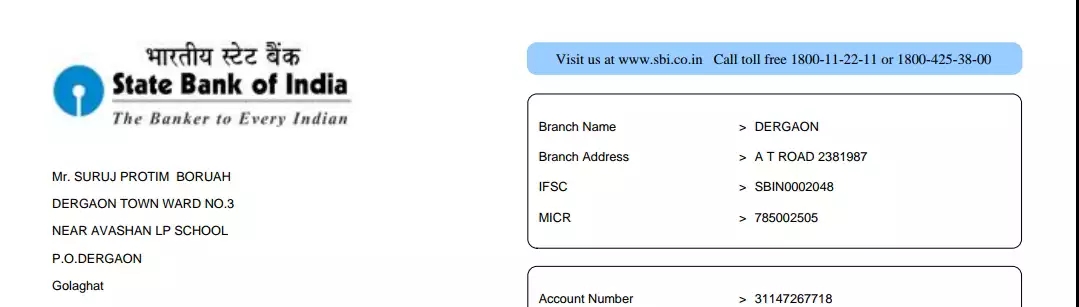 भारतीय स्टेट बैंक
State Bank of India
The Banker to Every Indian
Mr. SURUJ PROTIM BORUAH
DERGAON TOWN WARD NO.3
NEAR AVASHAN LP SCHOOL
P.O.DERGAON
Golaghat
Visit us at www.sbi.co.in Call toll free 1800-11-22-11 or 1800-425-38-00
Branch Name > DERGAON
Branch Address > A T ROAD 2381987
IFSC > SBIN0002048
MICR > 785002505
Account Number > 31147267718